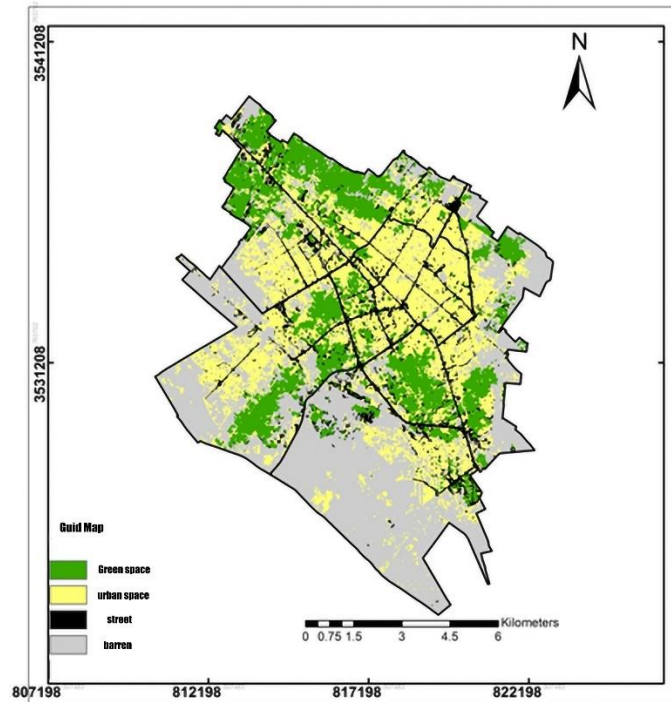 3541208
N
3531208
Guid Map
Green space
urban space
street
barren
Kilometers
0 0.75 1.5 3 4.5 6
807198 812198 817198 822198